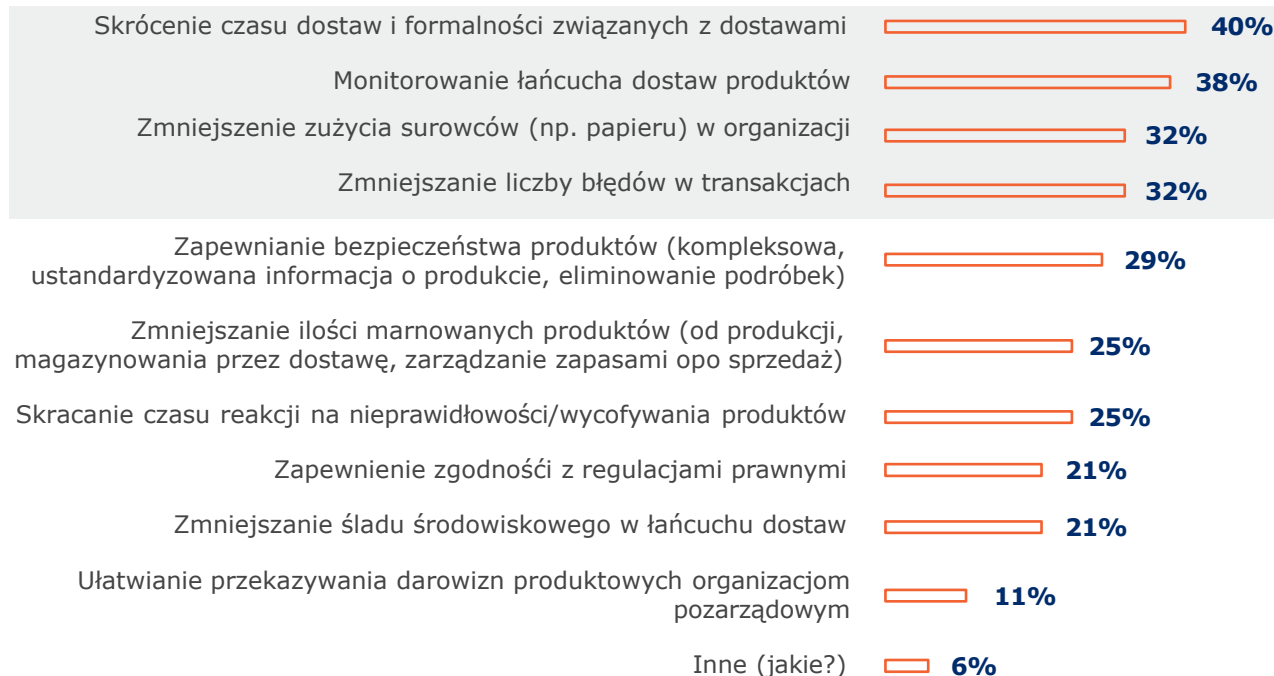 Skrócenie czasu dostaw i formalności związanych z dostawami 40%
Monitorowanie łańcucha dostaw produktów 38%
Zmniejszenie zużycia surowców (np. papieru) w organizacji 32%
Zmniejszanie liczby błędów w transakcjach 32%
Zapewnianie bezpieczeństwa produktów (kompleksowa,
ustandardyzowana informacja o produkcie, eliminowanie podróbek) 29%
Zmniejszanie ilości marnowanych produktów (od produkcji,
magazynowania przez dostawę, zarządzanie zapasami opo sprzedaż) 25%
Skracanie czasu reakcji na nieprawidłowości/wycofywania produktów 25%
Zapewnienie zgodnośći z regulacjami prawnymi 21%
Zmniejszanie śladu środowiskowego w łańcuchu dostaw 21%
Ułatwianie przekazywania darowizn produktowych organizacjom
pozarządowym 11%
Inne (jakie?) 6%